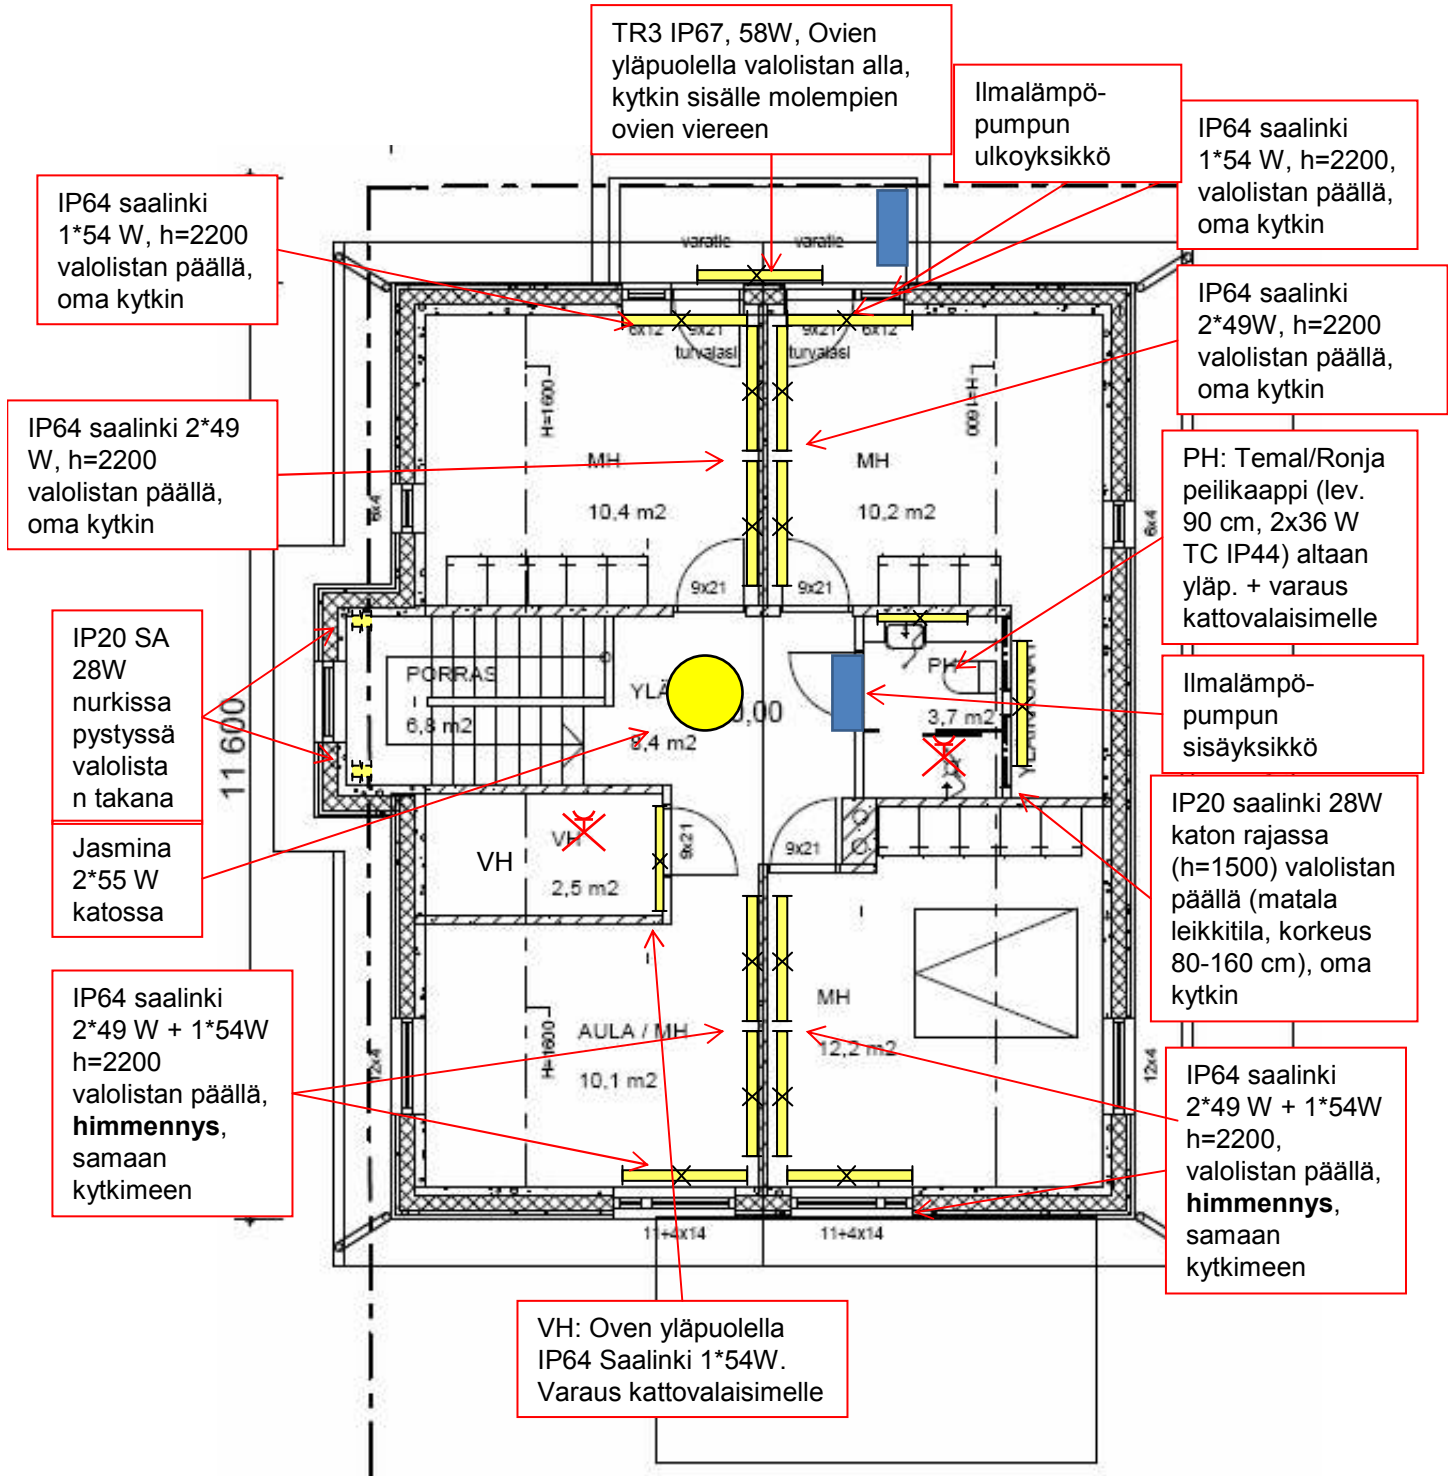 TR3 IP67, 58W, Ovien
yläpuolella valolistan alla,
kytkin sisälle molempien
ovien viereen
Ilmalämpö-
pumpun
ulkoyksikkö
IP64 saalinki
1*54 W, h=2200,
valolistan päällä,
oma kytkin
IP64 saalinki
1*54 W, h=2200
valolistan päällä,
oma kytkin
IP64 saalinki
2*49W, h=2200
valolistan päällä,
oma kytkin
IP64 saalinki 2*49
W, h=2200
valolistan päällä,
oma kytkin
PH: Temal/Ronja
peilikaappi (lev.
90 cm, 2x36 W
TC IP44) altaan
yläp. + varaus
kattovalaisimelle
IP20 SA
28W
nurkissa
pystyssä
valolista
n takana
Ilmalämpö-
pumpun
sisäyksikkö
Jasmina
2*55 W
katossa
IP20 saalinki 28W
katon rajassa
(h=1500) valolistan
päällä (matala
leikkitila, korkeus
80-160 cm), oma
kytkin
IP64 saalinki
2*49 W + 1*54W
h=2200
valolistan päällä,
himmennys,
samaan
kytkimeen
IP64 saalinki
2*49 W + 1*54W
h=2200,
valolistan päällä,
himmennys,
samaan
kytkimeen
VH: Oven yläpuolella
IP64 Saalinki 1*54W.
Varaus kattovalaisimelle
varatie
varatie
6x12
9x21
turvalasi
9x21
6x12
turvalasi
H=1600
H=1600
MH
10,4 m2
MH
10,2 m2
6x4
6x4
9x21
9x21
PORRAS
6,8 m2
YLÄ
0,00
8,4 m2
PH
3,7 m2
11600
VH
VH
2,5 m2
9x21
9x21
AULA / MH
10,1 m2
H=1600
MH
12,2 m2
12x4
12x4
11+4x14
11+4x14